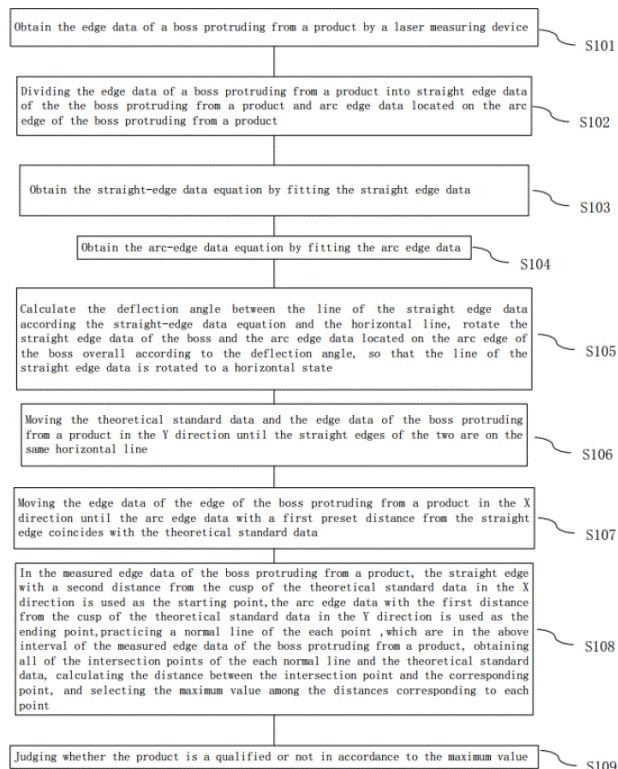 Obtain the edge data of a boss protruding from a product by a laser measuring device
S101
Dividing the edge data of a boss protruding from a product into straight edge data
of the the boss protruding from a product and arc edge data located on the arc
edge of the boss protruding from a product
S102
Obtain the straight-edge data equation by fitting the straight edge data
S103
Obtain the arc-edge data equation by fitting the arc edge data
S104
Calculate the deflection angle between the line of the straight edge data
according the straight-edge data equation and the horizontal line, rotate the
straight edge data of the boss and the arc edge data located on the arc edge of
the boss overall according to the deflection angle, so that the line of the
straight edge data is rotated to a horizontal state
S105
Moving the theoretical standard data and the edge data of the boss protruding
from a product in the Y direction until the straight edges of the two are on the
same horizontal line
S106
Moving the edge data of the edge of the boss protruding from a product in the X
direction until the arc edge data with a first preset distance from the straight
edge coincides with the theoretical standard data
S107
In the measured edge data of the boss protruding from a product, the straight edge
with a second distance from the cusp of the theoretical standard data in the X
direction is used as the starting point,the arc edge data with the first distance
from the cusp of the theoretical standard data in the Y direction is used as the
ending point,practicing a normal line of the each point ,which are in the above
interval of the measured edge data of the boss protruding from a product, obtaining
all of the intersection points of the each normal line and the theoretical standard
data, calculating the distance between the intersection point and the corresponding
point, and selecting the maximum value among the distances corresponding to each
point
S108
Judging whether the product is a qualified or not in accordance to the maximum value
S109